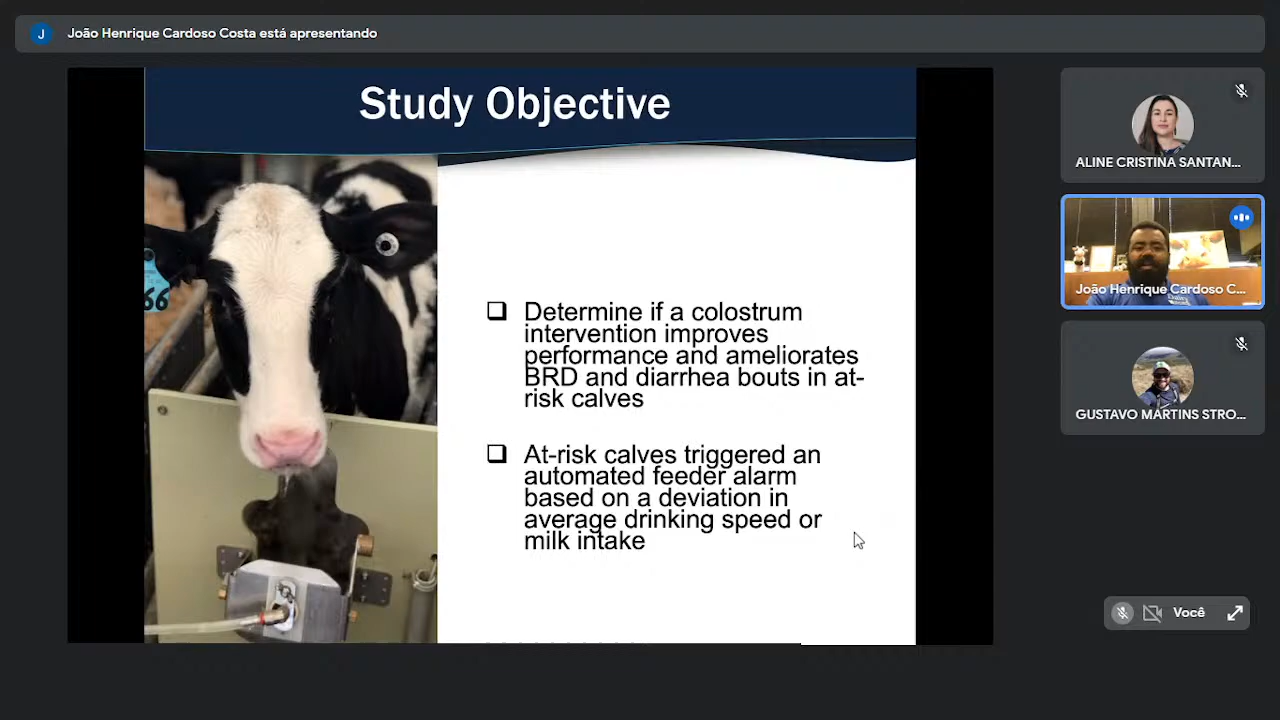 J
João Henrique Cardoso Costa está apresentando
Study Objective
66
❑ Determine if a colostrum
intervention improves
performance and ameliorates
BRD and diarrhea bouts in at-
risk calves
❑ At-risk calves triggered an
automated feeder alarm
based on a deviation in
average drinking speed or
milk intake
ALINE CRISTINA SANTAN...
João Henrique Cardoso C...
GUSTAVO MARTINS STRO...
Você